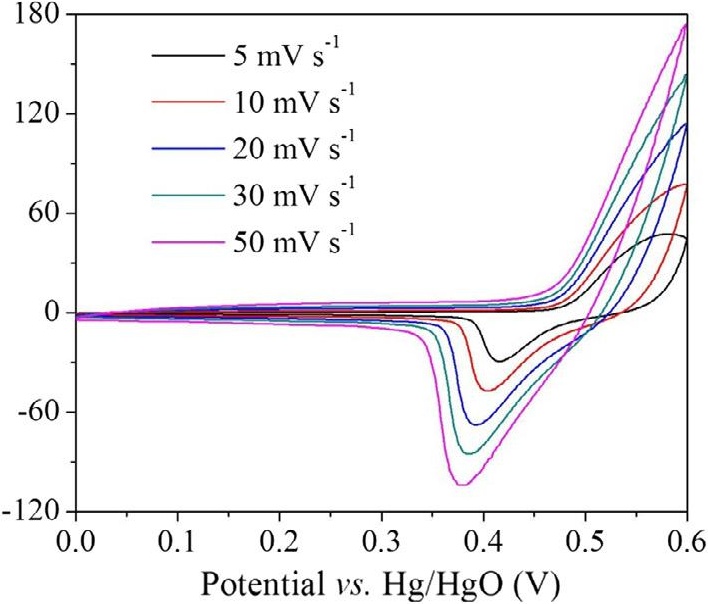 180
120
60
0
-60
-120
5 mV s⁻¹
10 mV s⁻¹
20 mV s⁻¹
30 mV s⁻¹
50 mV s⁻¹
0.0 0.1 0.2 0.3 0.4 0.5 0.6
Potential vs. Hg/HgO (V)